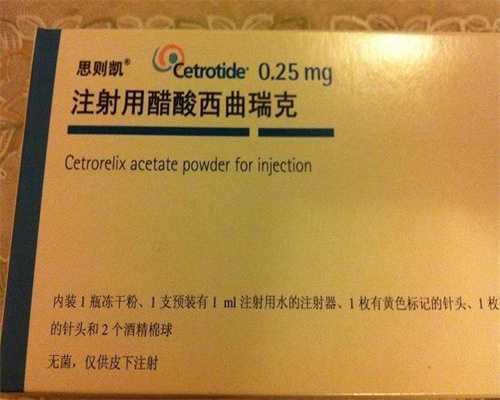 思则凯® Cetrotide® 0.25 mg
注射用醋酸西曲瑞克
Cetrorelix acetate powder for injection
内装1瓶冻干粉、1支预装有1 ml注射用水的注射器、1枚有黄色标记的针头、1枚
的针头和2个酒精棉球
无菌，仅供皮下注射